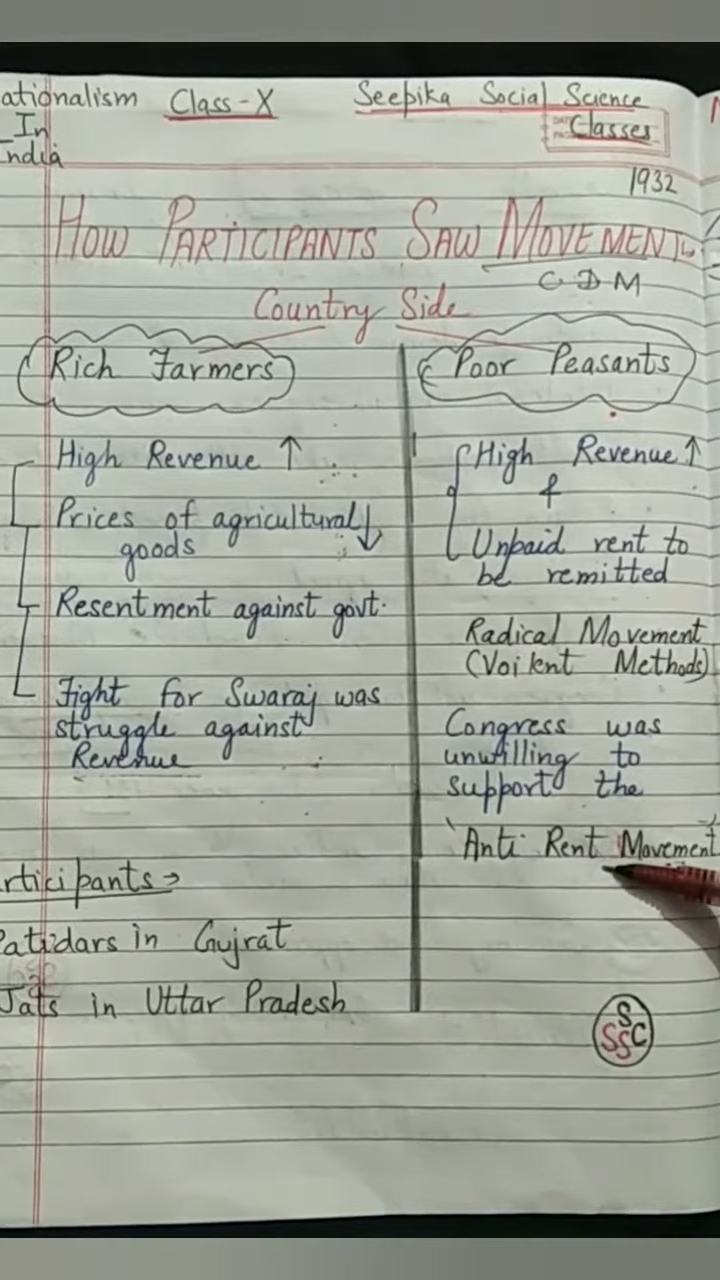 ationalism Class-X Seepika Social Science
In Classes
India
1932
HOW PARTICIPANTS SAW MOVEMENT
CDM
Country Side
Rich Farmers
High Revenue ↑
Prices of agricultural ↓
goods
Resentment against govt.
Fight for Swaraj was
struggle against
Revenue
rticipants →
Patidars in Gujrat
Jats in Uttar Pradesh
Poor Peasants
High Revenue ↑
&
Unpaid rent to
be remitted
Radical Movement
(Voilent Methods)
Congress was
unwilling to
support the
'Anti Rent Movement'
SSSC